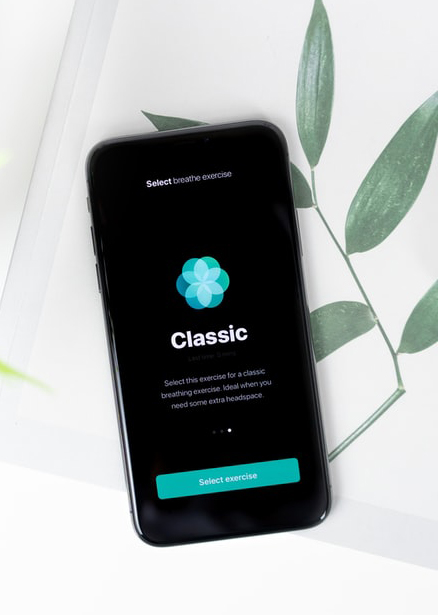 Select breathe exercise
Classic
Select this exercise for a classic
breathing exercise. Ideal when you
need some extra headspace.
Select exercise